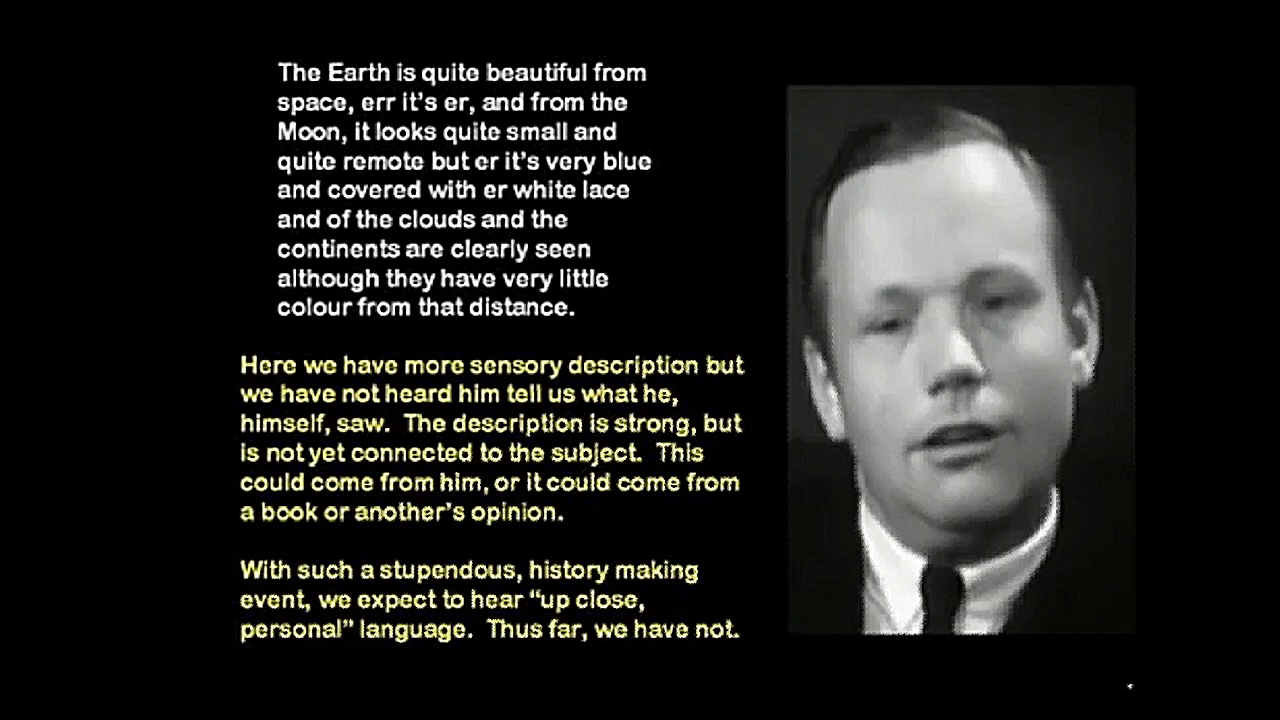 The Earth is quite beautiful from
space, err it's er, and from the
Moon, it looks quite small and
quite remote but er it's very blue
and covered with er white lace
and of the clouds and the
continents are clearly seen
although they have very little
colour from that distance.
Here we have more sensory description but
we have not heard him tell us what he,
himself, saw.  The description is strong, but
is not yet connected to the subject.  This
could come from him, or it could come from
a book or another's opinion.
With such a stupendous, history making
event, we expect to hear “up close,
personal” language.  Thus far, we have not.